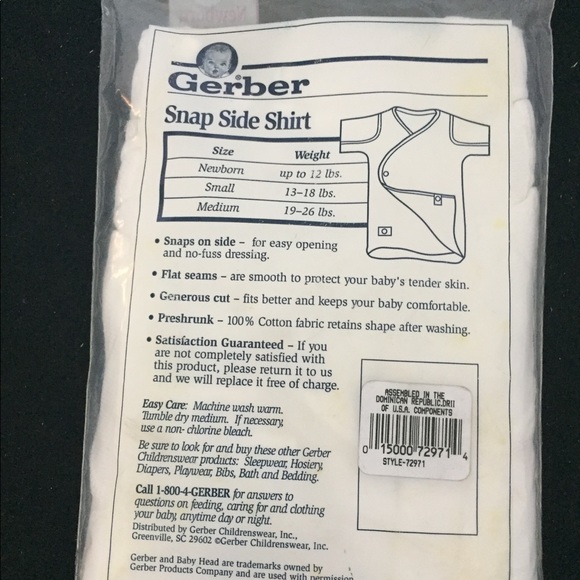 Gerber
Snap Side Shirt
Size Weight
Newborn up to 12 lbs.
Small 13-18 lbs.
Medium 19-26 lbs.
• Snaps on side – for easy opening
and no-fuss dressing.
• Flat seams – are smooth to protect your baby's tender skin.
• Generous cut – fits better and keeps your baby comfortable.
• Preshrunk – 100% Cotton fabric retains shape after washing.
• Satisfaction Guaranteed – If you
are not completely satisfied with
this product, please return it to us
and we will replace it free of charge.
Easy Care: Machine wash warm.
Tumble dry medium. If necessary,
use a non- chlorine bleach.
Be sure to look for and buy these other Gerber
Childrenswear products: Sleepwear, Hosiery,
Diapers, Playwear, Bibs, Bath and Bedding.
Call 1-800-4-GERBER for answers to
questions on feeding, caring for and clothing
your baby, anytime day or night.
Distributed by Gerber Childrenswear, Inc.,
Greenville, SC 29602 ©Gerber Childrenswear, Inc.
Gerber and Baby Head are trademarks owned by
Gerber Products Company and are used with permission
ASSEMBLED IN THE
DOMINICAN REPUBLIC,DRII
OF U.S.A. COMPONENTS
0 15000 72971 4
STYLE-72971